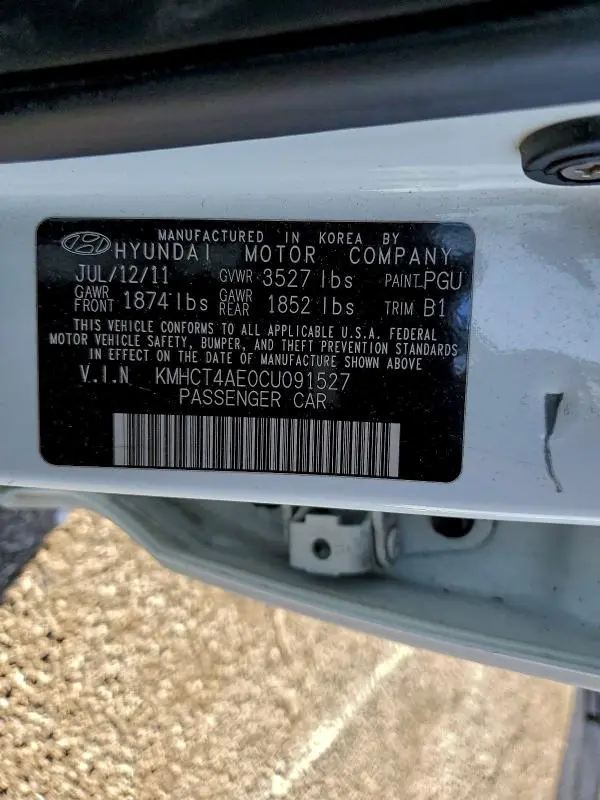 MANUFACTURED IN KOREA BY
HYUNDAI MOTOR COMPANY
JUL/12/11 GVWR 3527 lbs PAINT PGU
GAWR FRONT 1874 lbs GAWR REAR 1852 lbs TRIM B1
THIS VEHICLE CONFORMS TO ALL APPLICABLE U.S.A. FEDERAL
MOTOR VEHICLE SAFETY, BUMPER, AND THEFT PREVENTION STANDARDS
IN EFFECT ON THE DATE OF MANUFACTURE SHOWN ABOVE
V.I.N KMHCT4AE0CU091527
PASSENGER CAR